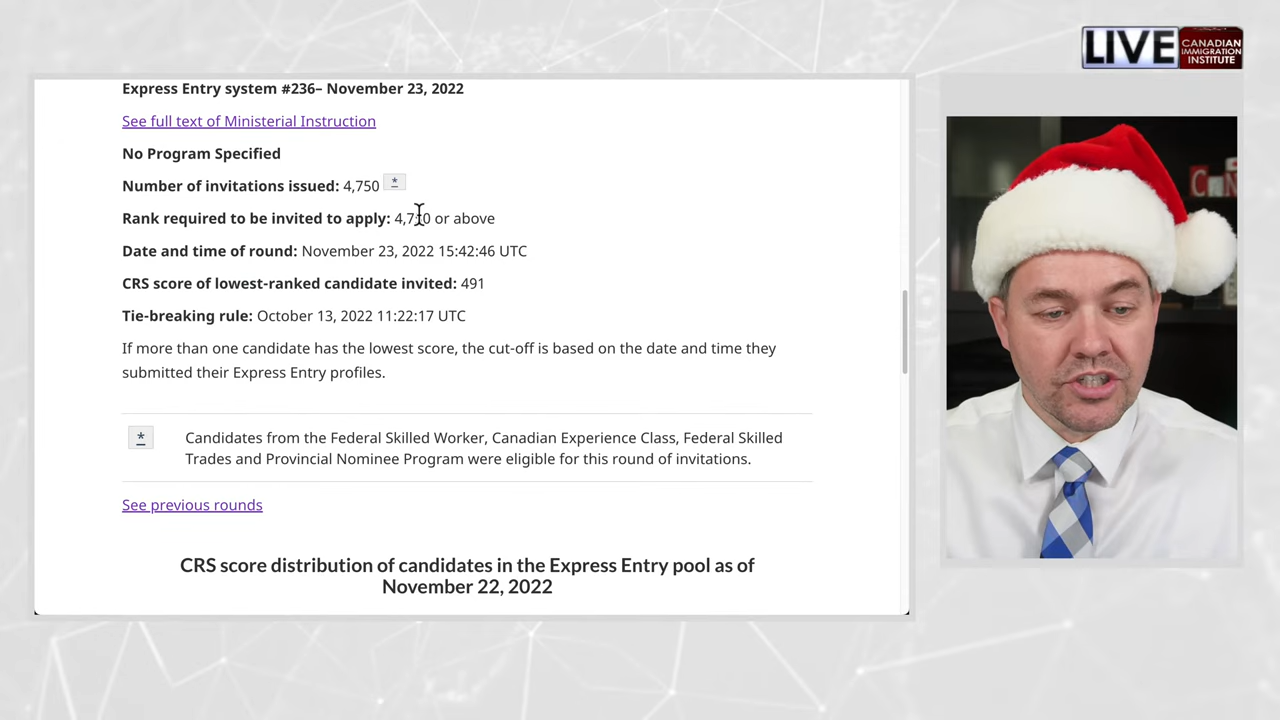 LIVE
CANADIAN
IMMIGRATION
INSTITUTE
Express Entry system #236– November 23, 2022
See full text of Ministerial Instruction
No Program Specified
Number of invitations issued: 4,750 *
Rank required to be invited to apply: or above
Date and time of round: November 23, 2022 15:42:46 UTC
CRS score of lowest-ranked candidate invited: 491
Tie-breaking rule: October 13, 2022 11:22:17 UTC
If more than one candidate has the lowest score, the cut-off is based on the date and time they
submitted their Express Entry profiles.
* Candidates from the Federal Skilled Worker, Canadian Experience Class, Federal Skilled
Trades and Provincial Nominee Program were eligible for this round of invitations.
See previous rounds
CRS score distribution of candidates in the Express Entry pool as of
November 22, 2022